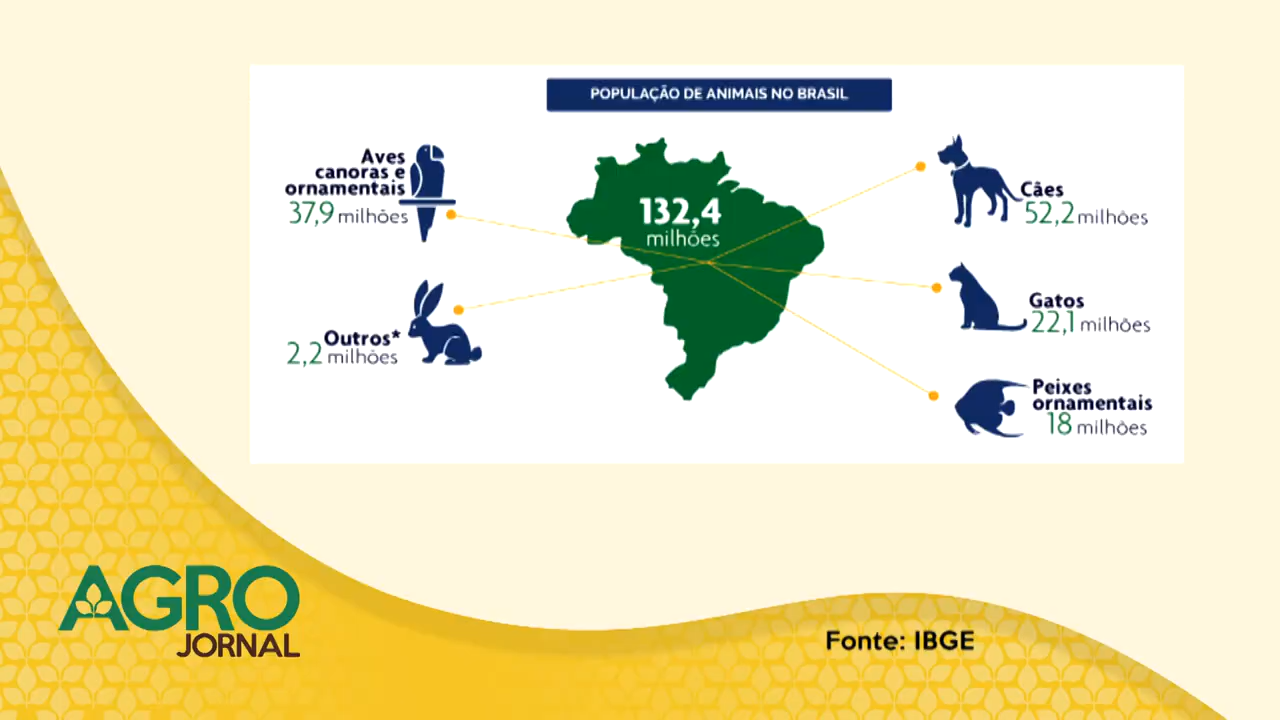 POPULAÇÃO DE ANIMAIS NO BRASIL
Aves
canoras e
ornamentais
37,9 milhões
Outros*
2,2 milhões
132,4
milhões
Cães
52,2 milhões
Gatos
22,1 milhões
Peixes
ornamentais
18 milhões
AGRO
JORNAL
Fonte: IBGE